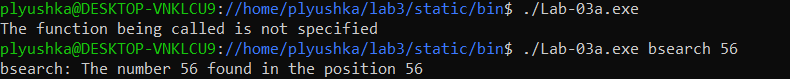 plyushka@DESKTOP-VNKLCU9://home/plyushka/lab3/static/bin$ ./Lab-03a.exe
The function being called is not specified
plyushka@DESKTOP-VNKLCU9://home/plyushka/lab3/static/bin$ ./Lab-03a.exe bsearch 56
bsearch: The number 56 found in the position 56